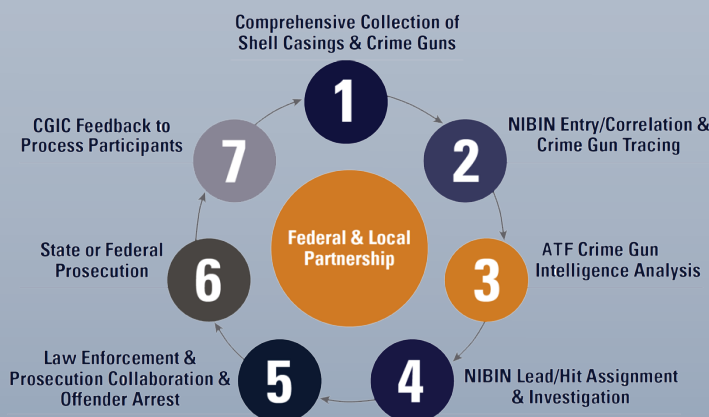 Comprehensive Collection of
Shell Casings & Crime Guns
1
NIBIN Entry/Correlation &
Crime Gun Tracing
2
ATF Crime Gun
Intelligence Analysis
3
NIBIN Lead/Hit Assignment
& Investigation
4
Law Enforcement &
Prosecution Collaboration &
Offender Arrest
5
State or Federal
Prosecution
6
CGIC Feedback to
Process Participants
7
Federal & Local
Partnership